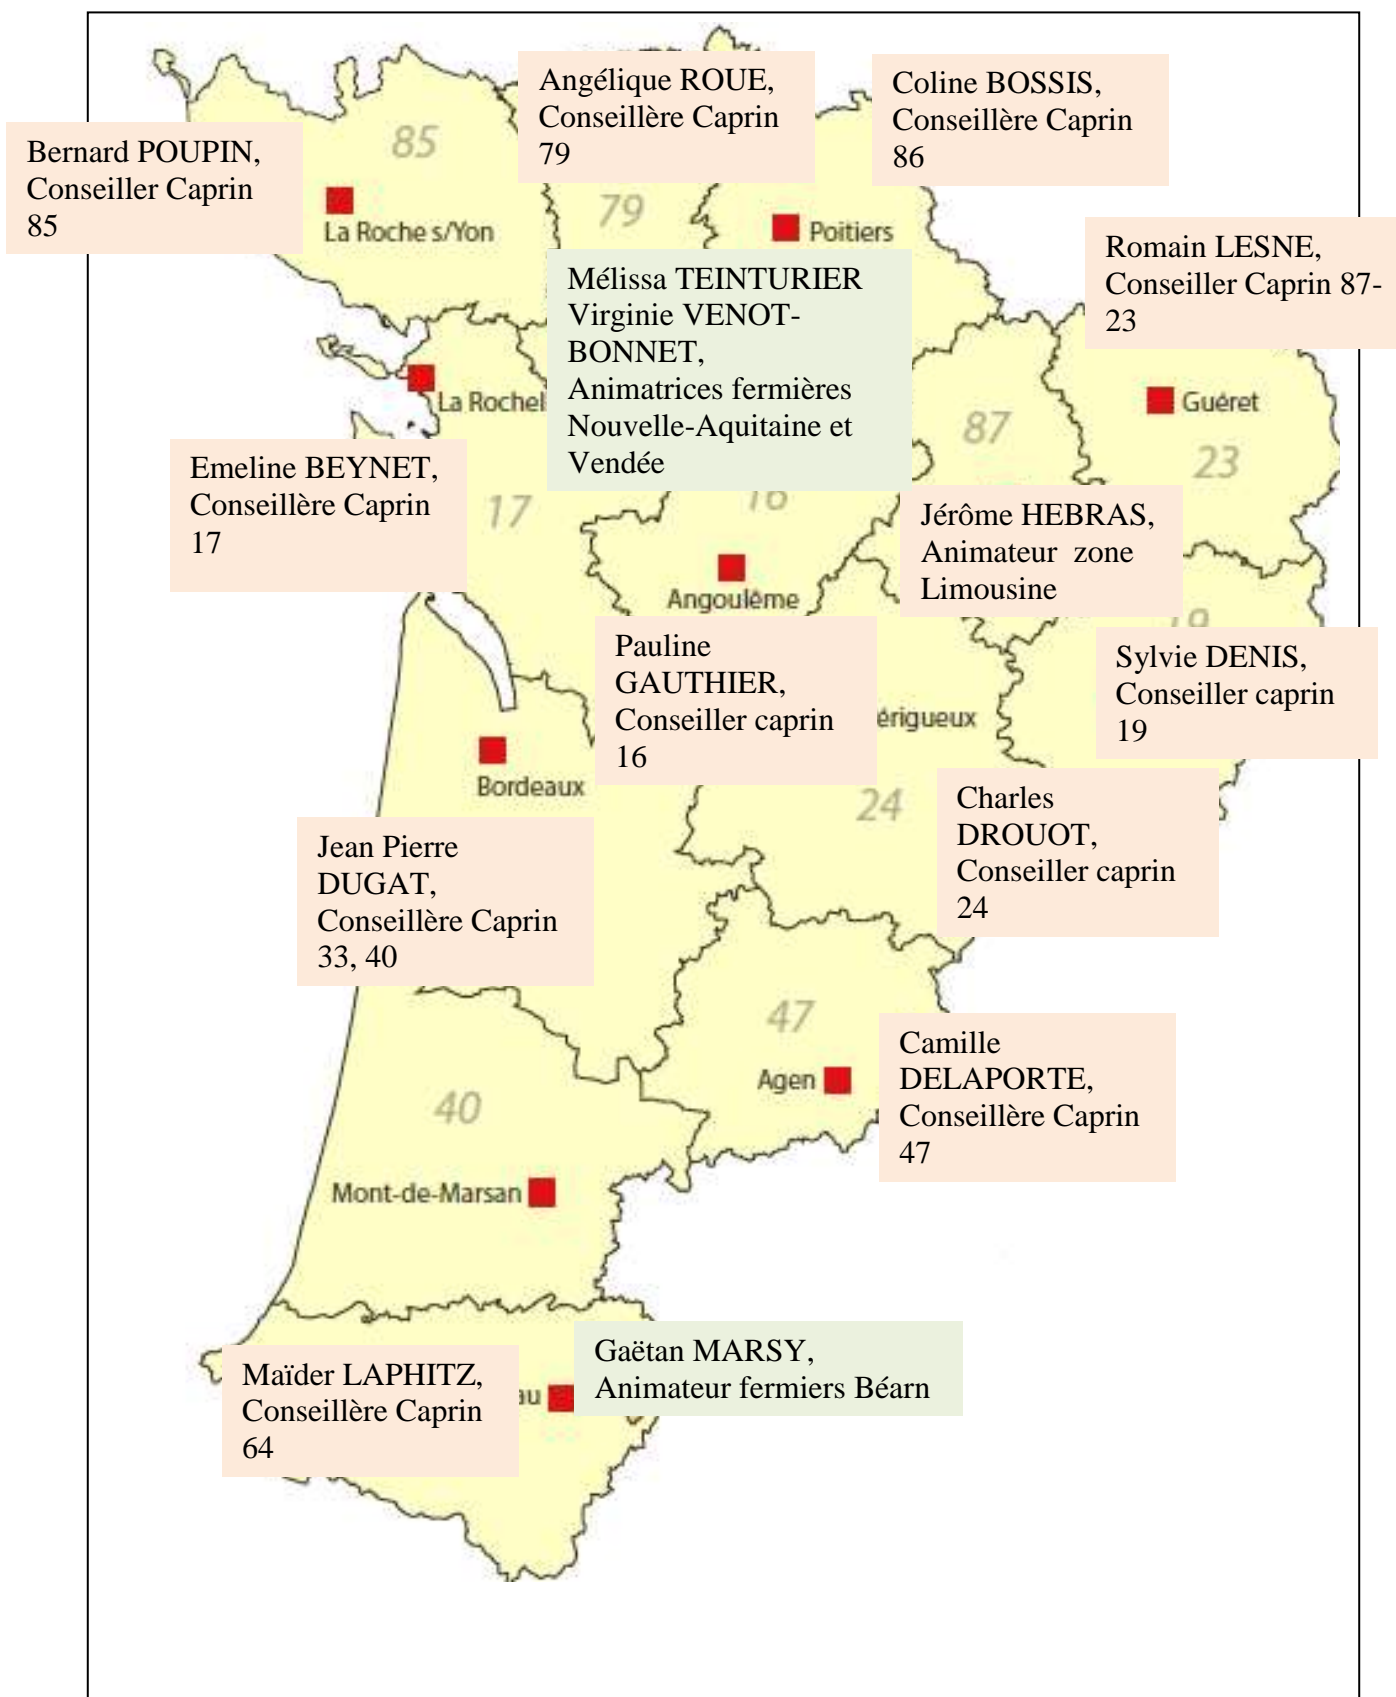 Angélique ROUE,
Conseillère Caprin
79
Coline BOSSIS,
Conseillère Caprin
86
85
Bernard POUPIN,
Conseiller Caprin
85
La Roche s/Yon
79
Poitiers
Romain LESNE,
Conseiller Caprin 87-
23
Mélissa TEINTURIER
Virginie VENOT-
BONNET,
Animatrices fermières
Nouvelle-Aquitaine et
Vendée
La Rochel
Guéret
87
23
Emeline BEYNET,
Conseillère Caprin
17
17
16
Jérôme HEBRAS,
Animateur zone
Limousine
Angoulême
19
Pauline
GAUTHIER,
Conseiller caprin
16
Sylvie DENIS,
Conseiller caprin
19
érigueux
Bordeaux
24
Charles
DROUOT,
Conseiller caprin
24
Jean Pierre
DUGAT,
Conseillère Caprin
33, 40
47
Agen
Camille
DELAPORTE,
Conseillère Caprin
47
40
Mont-de-Marsan
Gaëtan MARSY,
Animateur fermiers Béarn
Maïder LAPHITZ,
Conseillère Caprin
64
au